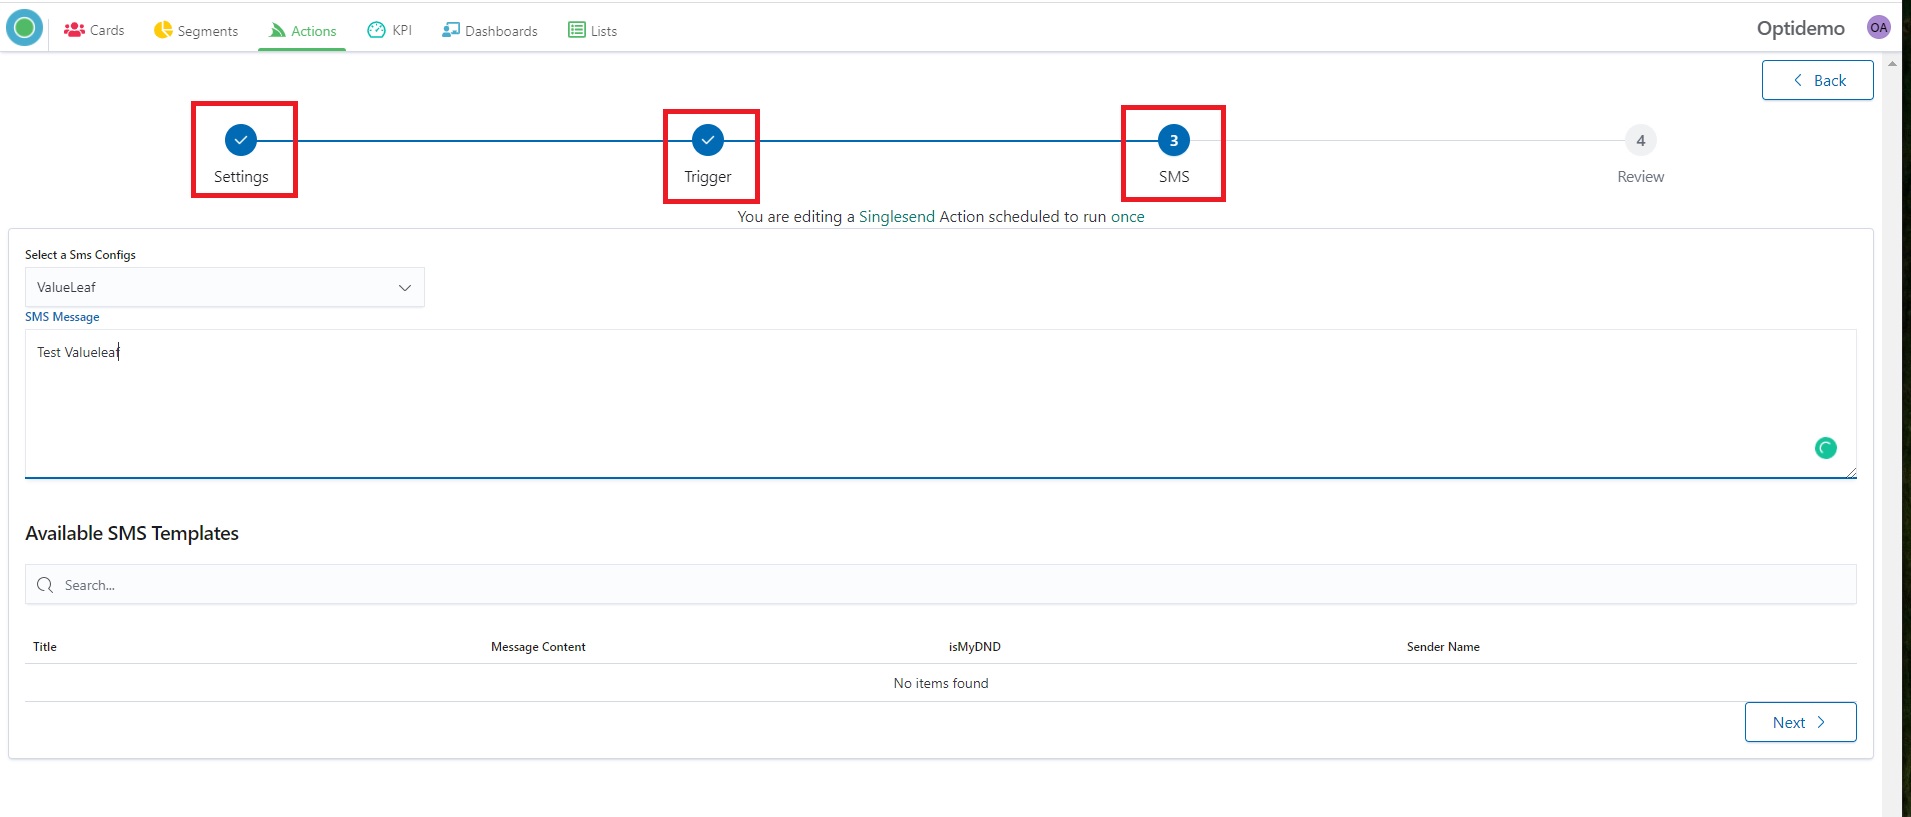 Cards Segments Actions KPI Dashboards Lists Optidemo OA
Back
3 4
Settings Trigger SMS Review
You are editing a Singlesend Action scheduled to run once
Select a Sms Configs
ValueLeaf
SMS Message
Test Valueleaf
Available SMS Templates
Search...
Title Message Content isMyDND Sender Name
No items found
Next